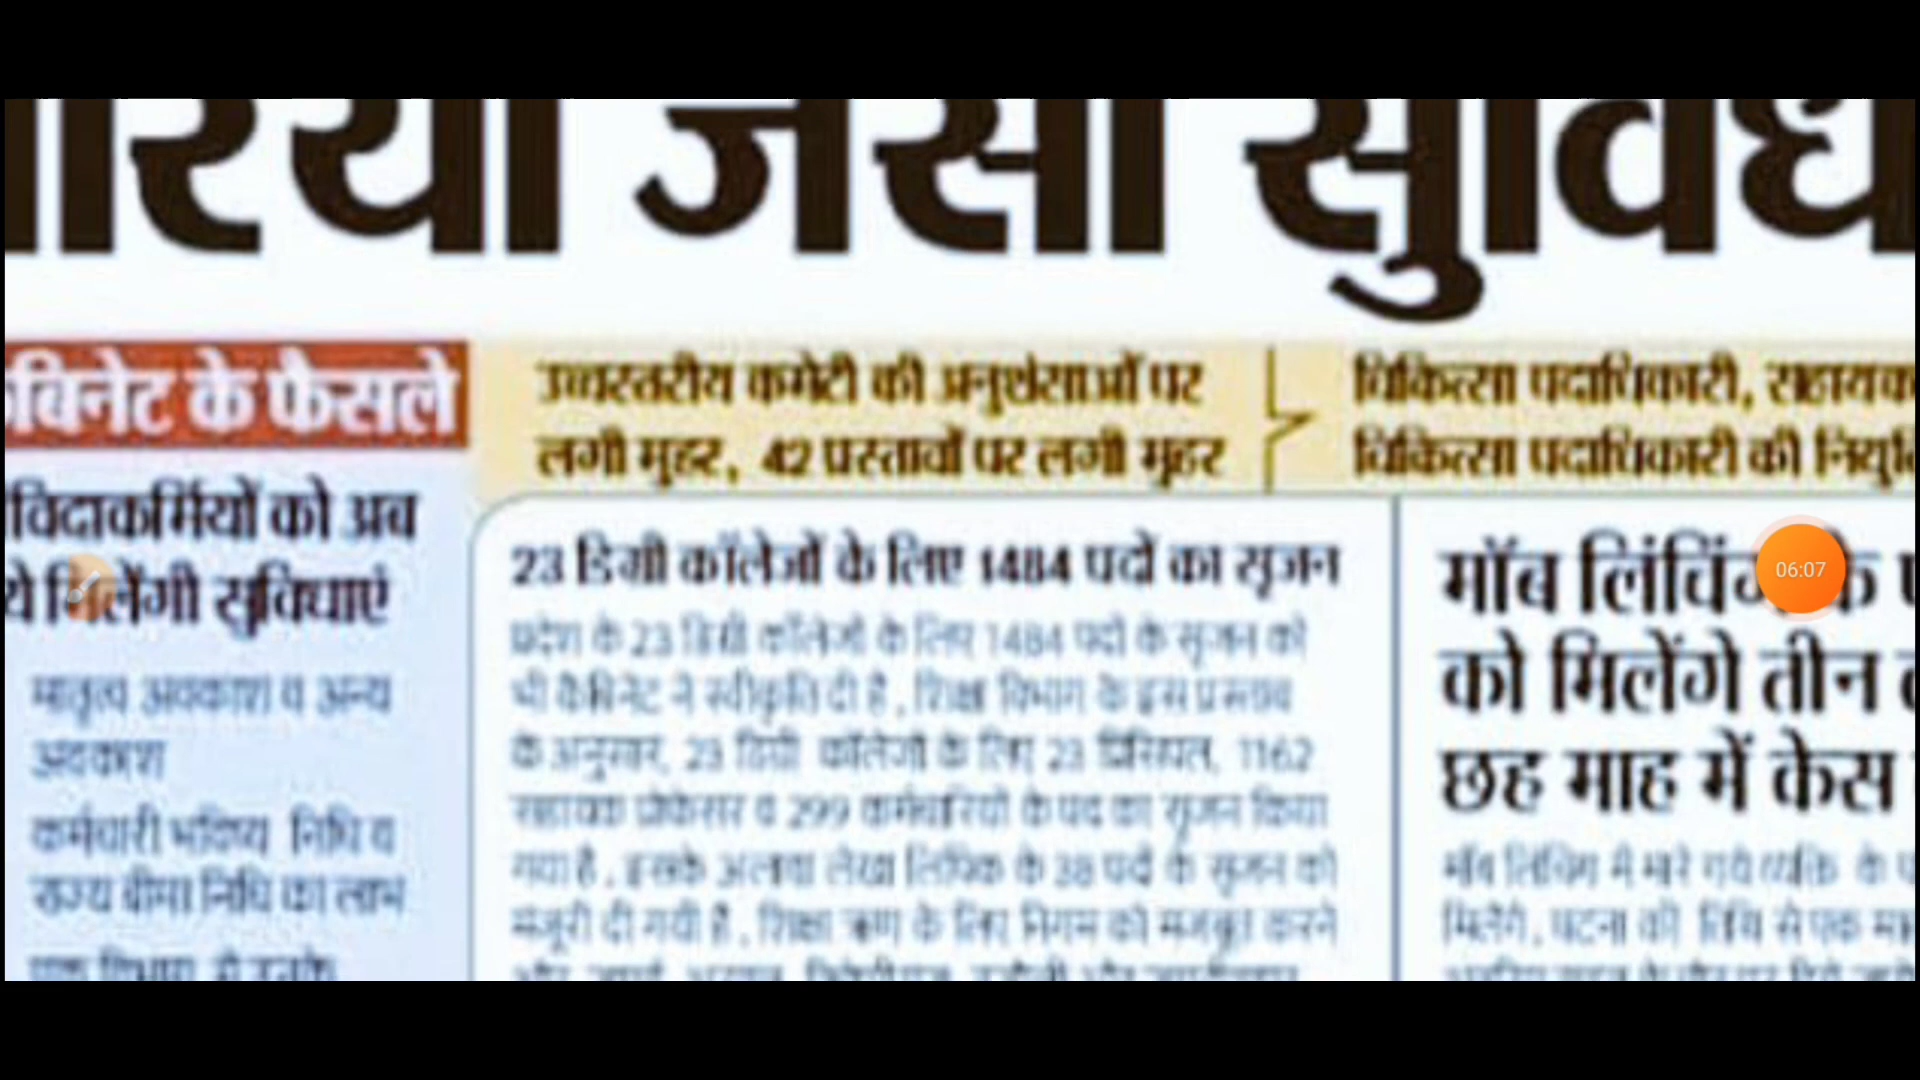 जैसी
के फैसले
उच्चस्तरीय कमेटी की अनुशंसाओं पर
लगी मुहर, 42 प्रस्तावों पर लगी मुहर
चिकित्सा पदाधिकारी,
चिकित्सा पदाधिकारी की
को अब
सुविधाएं
मातृत्व अवकाश व अन्य
अवकाश
कर्मचारी भविष्य निधि व
राज्य बीमा निधि का लाभ
23 डिग्री कॉलेजों के लिए 1484 पदों का सृजन
प्रदेश के 23 डिग्री कॉलेजों के लिए 1484 पदों के सृजन को
भी कैबिनेट ने स्वीकृति दी है, शिक्षा विभाग के इस प्रस्ताव
के अनुसार, 23 डिग्री कॉलेजों के लिए 23 प्रिंसिपल, 1162
सहायक प्रोफेसर व 299 कर्मचारियों के पद का सृजन किया
गया है, इसके अलावा लेखा लिपिक के 38 पदों के सृजन को
मंजूरी दी गयी है, शिक्षा ऋण के लिए निगम को मजबूत करने
मॉब लिंचिंग के
को मिलेंगे तीन
छह माह में केस
मॉब लिंचिंग में मारे गये व्यक्ति के
मिलेंगे, घटना की तिथि से एक
06:07